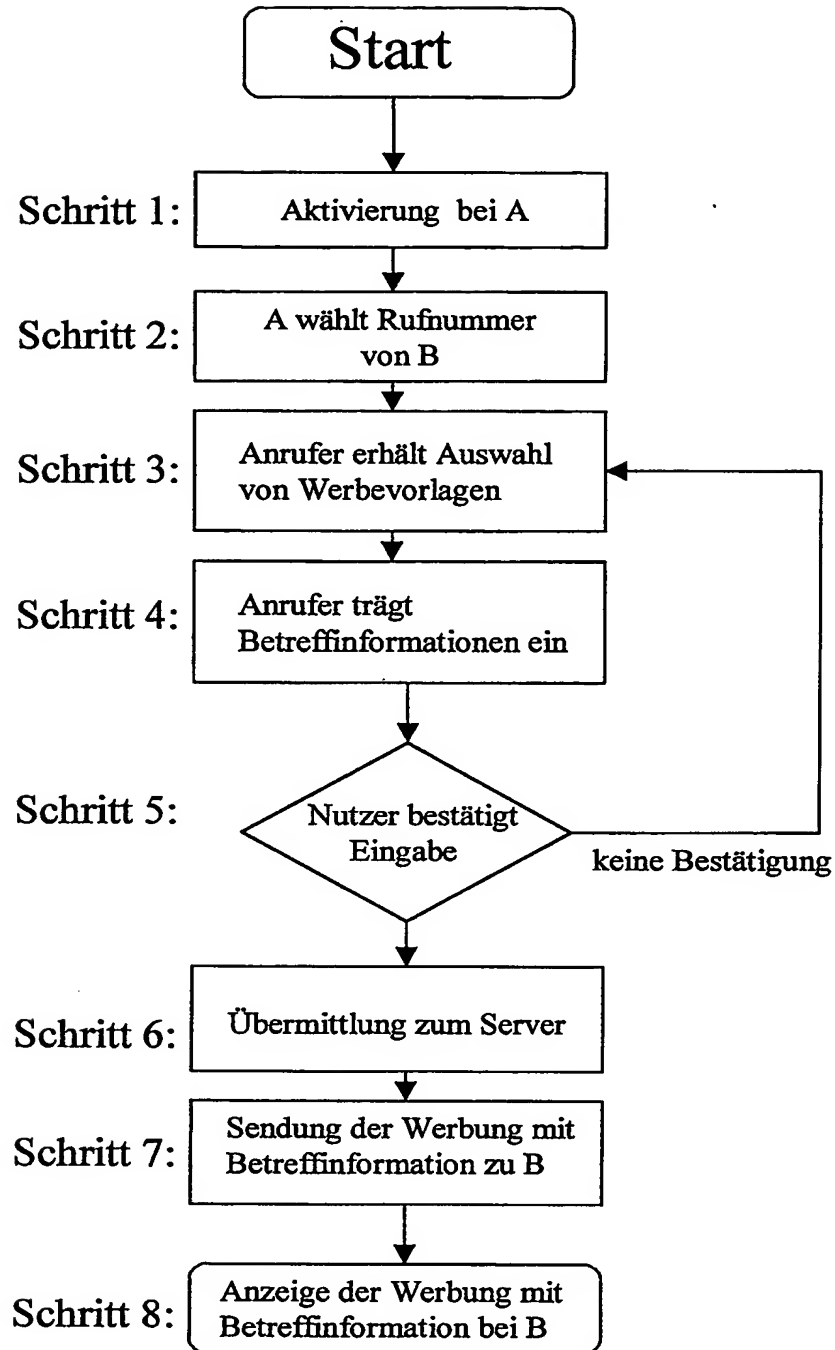 Start
Schritt 1:
Aktivierung bei A
Schritt 2:
A wählt Rufnummer
von B
Schritt 3:
Anrufer erhält Auswahl
von Werbevorlagen
Schritt 4:
Anrufer trägt
Betreffinformationen ein
Schritt 5:
Nutzer bestätigt
Eingabe
keine Bestätigung
Schritt 6:
Übermittlung zum Server
Schritt 7:
Sendung der Werbung mit
Betreffinformation zu B
Schritt 8:
Anzeige der Werbung mit
Betreffinformation bei B